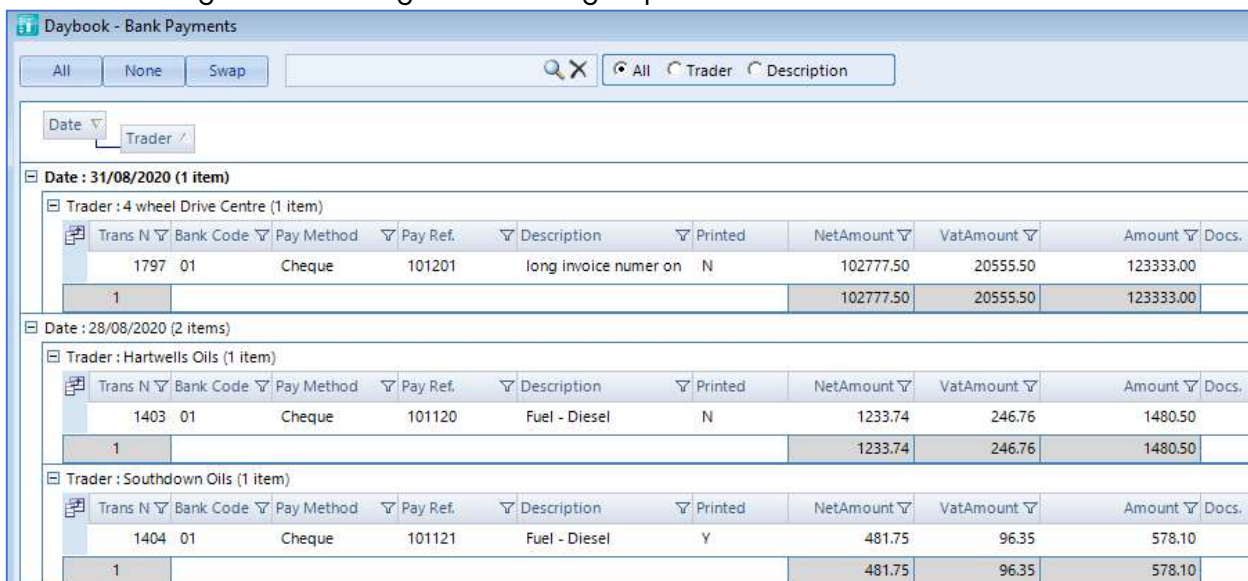 Daybook - Bank Payments
All None Swap All Trader Description
Date
Trader
Date : 31/08/2020 (1 item)
Trader : 4 wheel Drive Centre (1 item)
Trans N Bank Code Pay Method Pay Ref. Description Printed NetAmount VatAmount Amount Docs.
1797 01 Cheque 101201 long invoice numer on N 102777.50 20555.50 123333.00
1 102777.50 20555.50 123333.00
Date : 28/08/2020 (2 items)
Trader : Hartwells Oils (1 item)
Trans N Bank Code Pay Method Pay Ref. Description Printed NetAmount VatAmount Amount Docs.
1403 01 Cheque 101120 Fuel - Diesel N 1233.74 246.76 1480.50
1 1233.74 246.76 1480.50
Trader : Southdown Oils (1 item)
Trans N Bank Code Pay Method Pay Ref. Description Printed NetAmount VatAmount Amount Docs.
1404 01 Cheque 101121 Fuel - Diesel Y 481.75 96.35 578.10
1 481.75 96.35 578.10